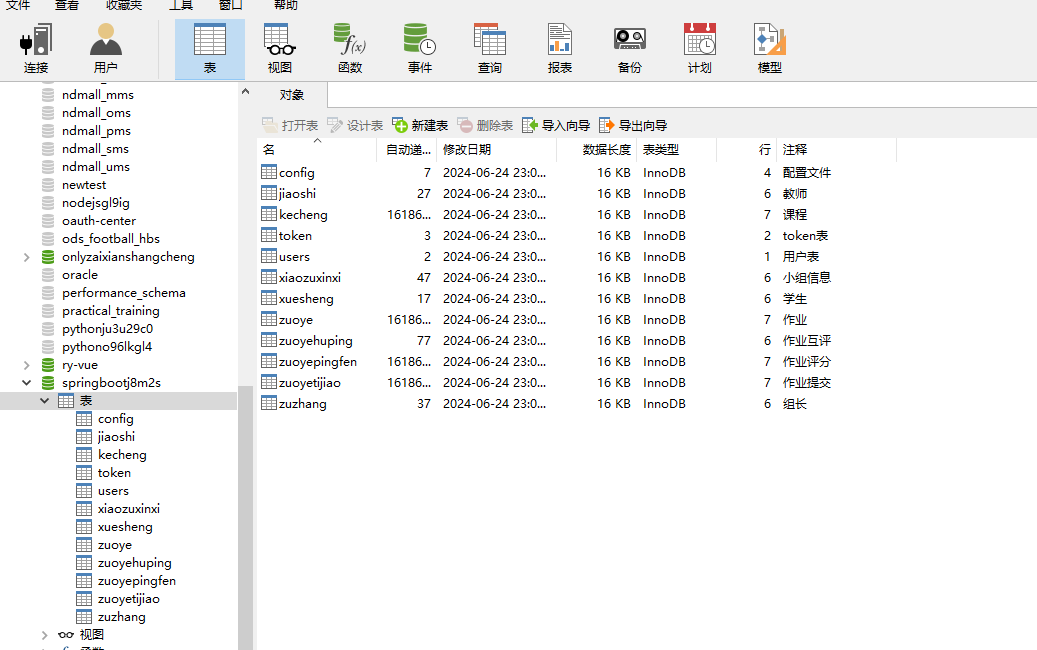 文件 查看 收藏夹 工具 窗口 帮助
连接 用户 表 视图 函数 事件 查询 报表 备份 计划 模型
ndmall_mms
ndmall_oms
ndmall_pms
ndmall_sms
ndmall_ums
newtest
nodejsgl9ig
oauth-center
ods_football_hbs
onlyzaixianshangcheng
oracle
performance_schema
practical_training
pythonju3u29c0
pythono96lkgl4
ry-vue
springbootj8m2s
表
config
jiaoshi
kecheng
token
users
xiaozuxinxi
xuesheng
zuoye
zuoyehuping
zuoyepingfen
zuoyetijiao
zuzhang
视图
函数
对象
打开表 设计表 新建表 删除表 导入向导 导出向导
名 自动递... 修改日期 数据长度 表类型 行 注释
config 7 2024-06-24 23:0... 16 KB InnoDB 4 配置文件
jiaoshi 27 2024-06-24 23:0... 16 KB InnoDB 6 教师
kecheng 16186... 2024-06-24 23:0... 16 KB InnoDB 7 课程
token 3 2024-06-24 23:0... 16 KB InnoDB 2 token表
users 2 2024-06-24 23:0... 16 KB InnoDB 1 用户表
xiaozuxinxi 47 2024-06-24 23:0... 16 KB InnoDB 6 小组信息
xuesheng 17 2024-06-24 23:0... 16 KB InnoDB 6 学生
zuoye 16186... 2024-06-24 23:0... 16 KB InnoDB 7 作业
zuoyehuping 77 2024-06-24 23:0... 16 KB InnoDB 6 作业互评
zuoyepingfen 16186... 2024-06-24 23:0... 16 KB InnoDB 7 作业评分
zuoyetijiao 16186... 2024-06-24 23:0... 16 KB InnoDB 7 作业提交
zuzhang 37 2024-06-24 23:0... 16 KB InnoDB 6 组长